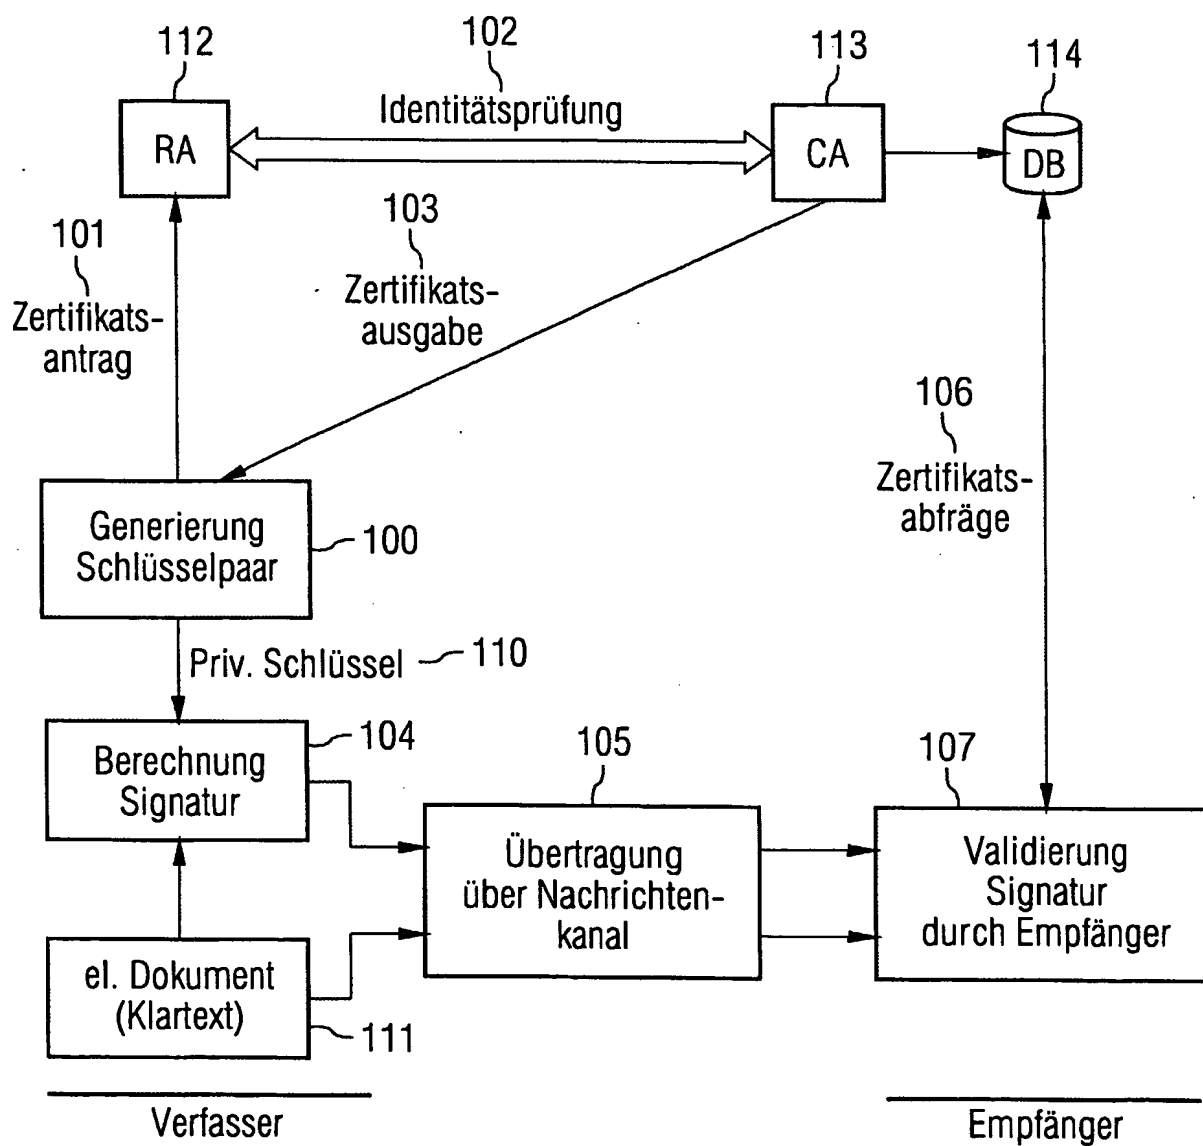 112
102
113
114
Identitätsprüfung
RA
CA
DB
101
Zertifikats-
antrag
103
Zertifikats-
ausgabe
106
Zertifikats-
abfräge
Generierung
Schlüsselpaar
100
Priv. Schlüssel
110
Berechnung
Signatur
104
105
Übertragung
über Nachrichten-
kanal
107
Validierung
Signatur
durch Empfänger
el. Dokument
(Klartext)
111
Verfasser
Empfänger